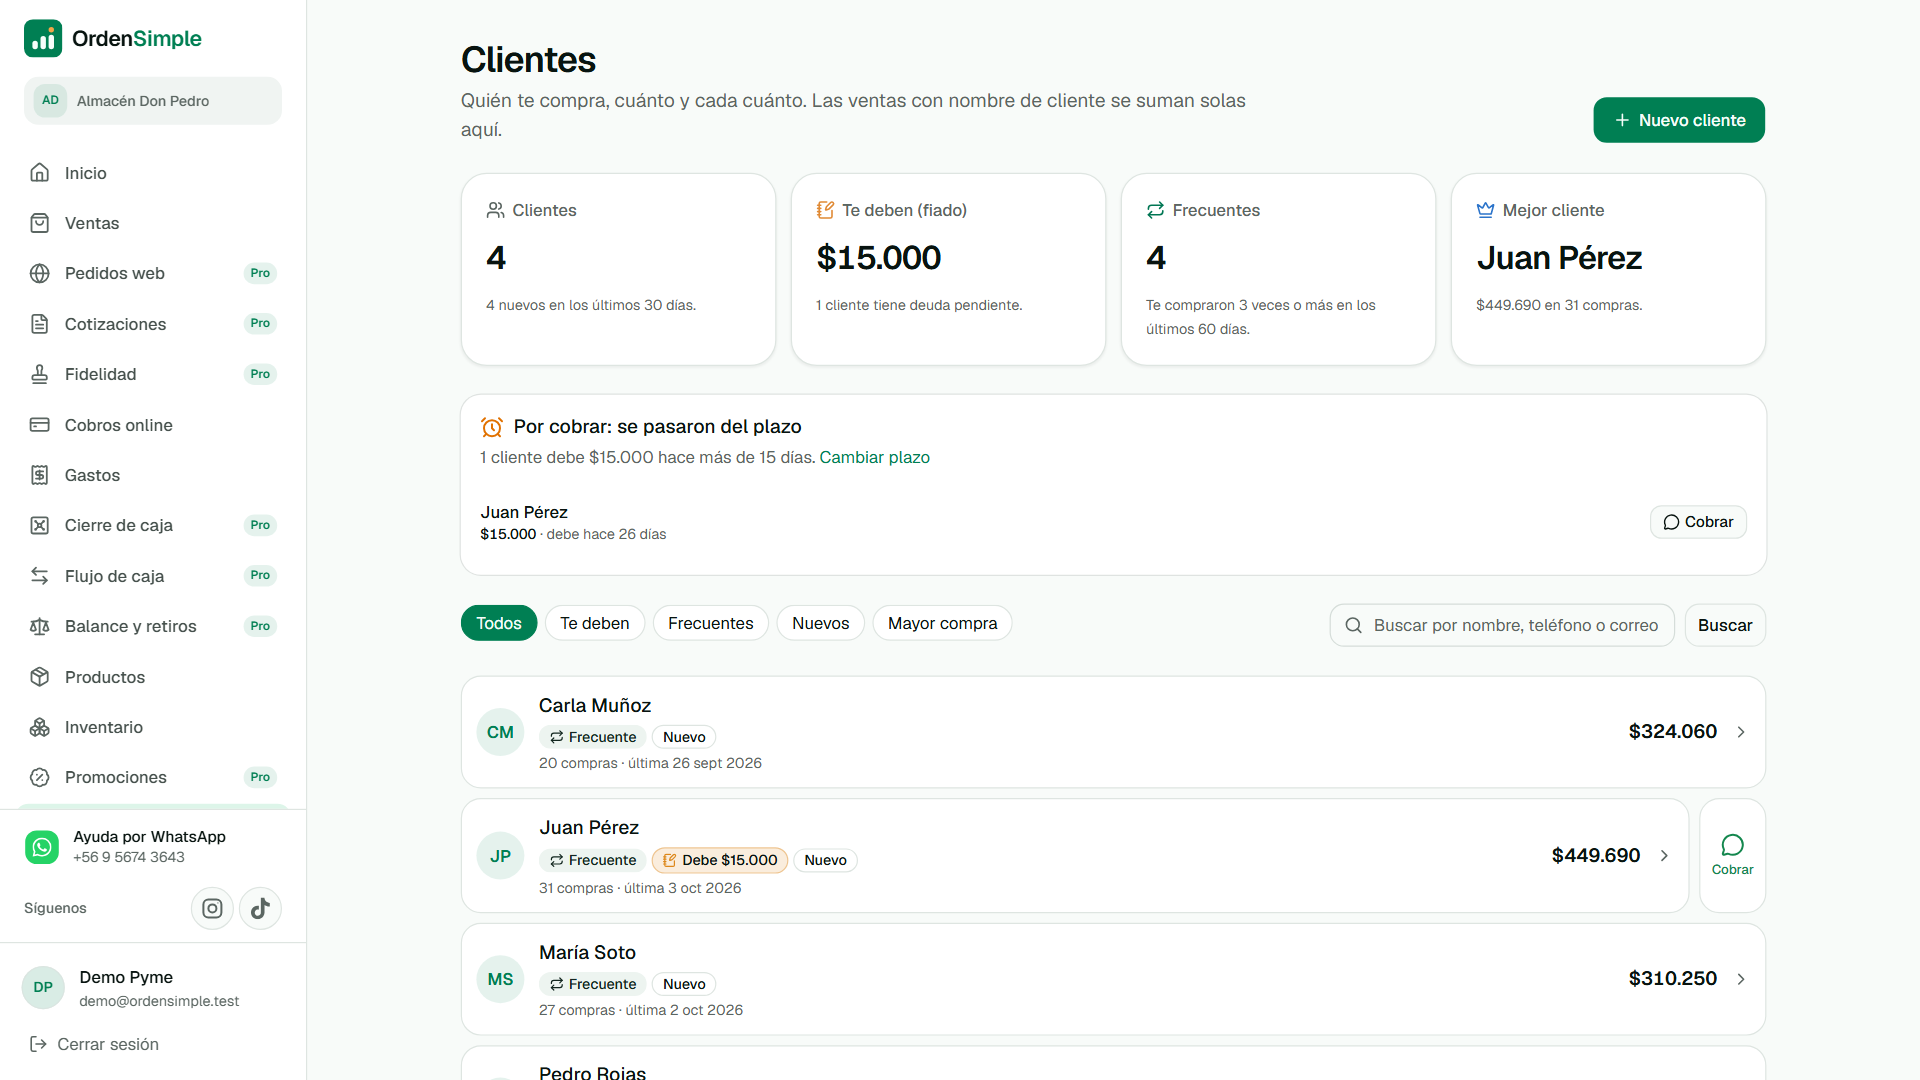 OrdenSimple
AD Almacén Don Pedro
Inicio
Ventas
Pedidos web Pro
Cotizaciones Pro
Fidelidad Pro
Cobros online
Gastos
Cierre de caja Pro
Flujo de caja Pro
Balance y retiros Pro
Productos
Inventario
Promociones Pro
Ayuda por WhatsApp
+56 9 5674 3643
Síguenos
DP Demo Pyme
demo@ordensimple.test
Cerrar sesión
Clientes
Quién te compra, cuánto y cada cuánto. Las ventas con nombre de cliente se suman solas
aquí.
Nuevo cliente
Clientes
4
4 nuevos en los últimos 30 días.
Te deben (fiado)
$15.000
1 cliente tiene deuda pendiente.
Frecuentes
4
Te compraron 3 veces o más en los
últimos 60 días.
Mejor cliente
Juan Pérez
$449.690 en 31 compras.
Por cobrar: se pasaron del plazo
1 cliente debe $15.000 hace más de 15 días. Cambiar plazo
Juan Pérez
$15.000 · debe hace 26 días
Cobrar
Todos Te deben Frecuentes Nuevos Mayor compra
Buscar por nombre, teléfono o correo Buscar
CM
Carla Muñoz
Frecuente Nuevo
20 compras · última 26 sept 2026
$324.060
JP
Juan Pérez
Frecuente Debe $15.000 Nuevo
31 compras · última 3 oct 2026
$449.690
Cobrar
MS
María Soto
Frecuente Nuevo
27 compras · última 2 oct 2026
$310.250
Pedro Rojas